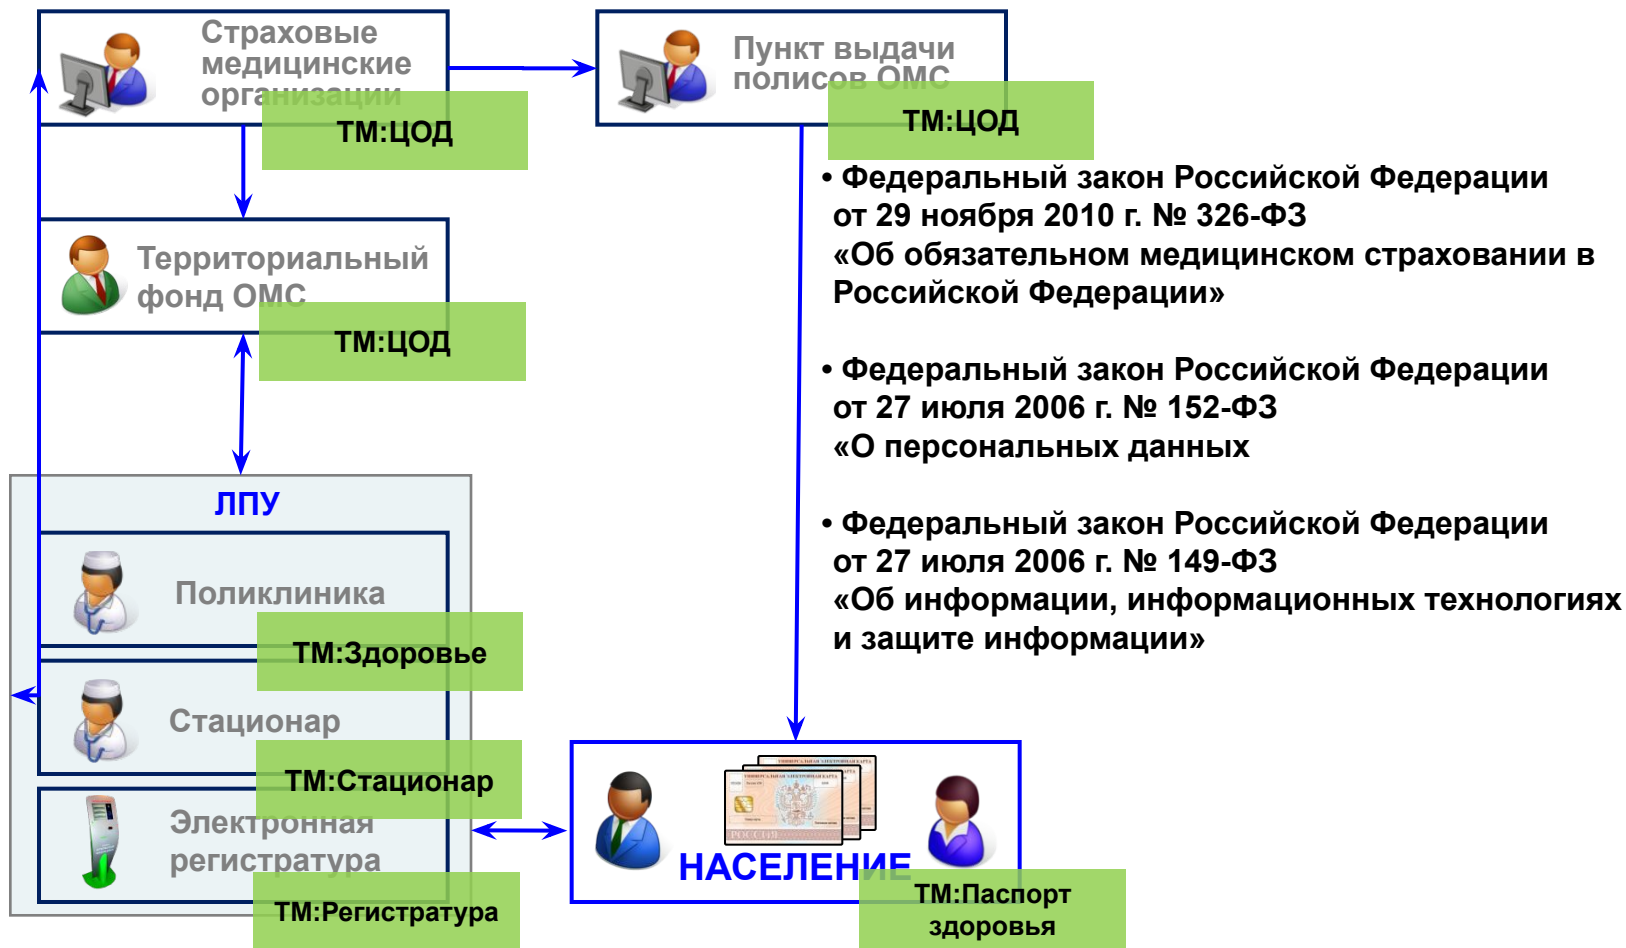 Страховые
медицинские
организации
ТМ:ЦОД
Пункт выдачи
полисов ОМС
ТМ:ЦОД
Территориальный
фонд ОМС
ТМ:ЦОД
• Федеральный закон Российской Федерации
от 29 ноября 2010 г. № 326-ФЗ
«Об обязательном медицинском страховании в
Российской Федерации»
• Федеральный закон Российской Федерации
от 27 июля 2006 г. № 152-ФЗ
«О персональных данных
• Федеральный закон Российской Федерации
от 27 июля 2006 г. № 149-ФЗ
«Об информации, информационных технологиях
и защите информации»
ЛПУ
Поликлиника
ТМ:Здоровье
Стационар
ТМ:Стационар
Электронная
регистратура
ТМ:Регистратура
УНИВЕРСАЛЬНАЯ ЭЛЕКТРОННАЯ КАРТА
РОССИЯ
НАСЕЛЕНИЕ
ТМ:Паспорт
здоровья